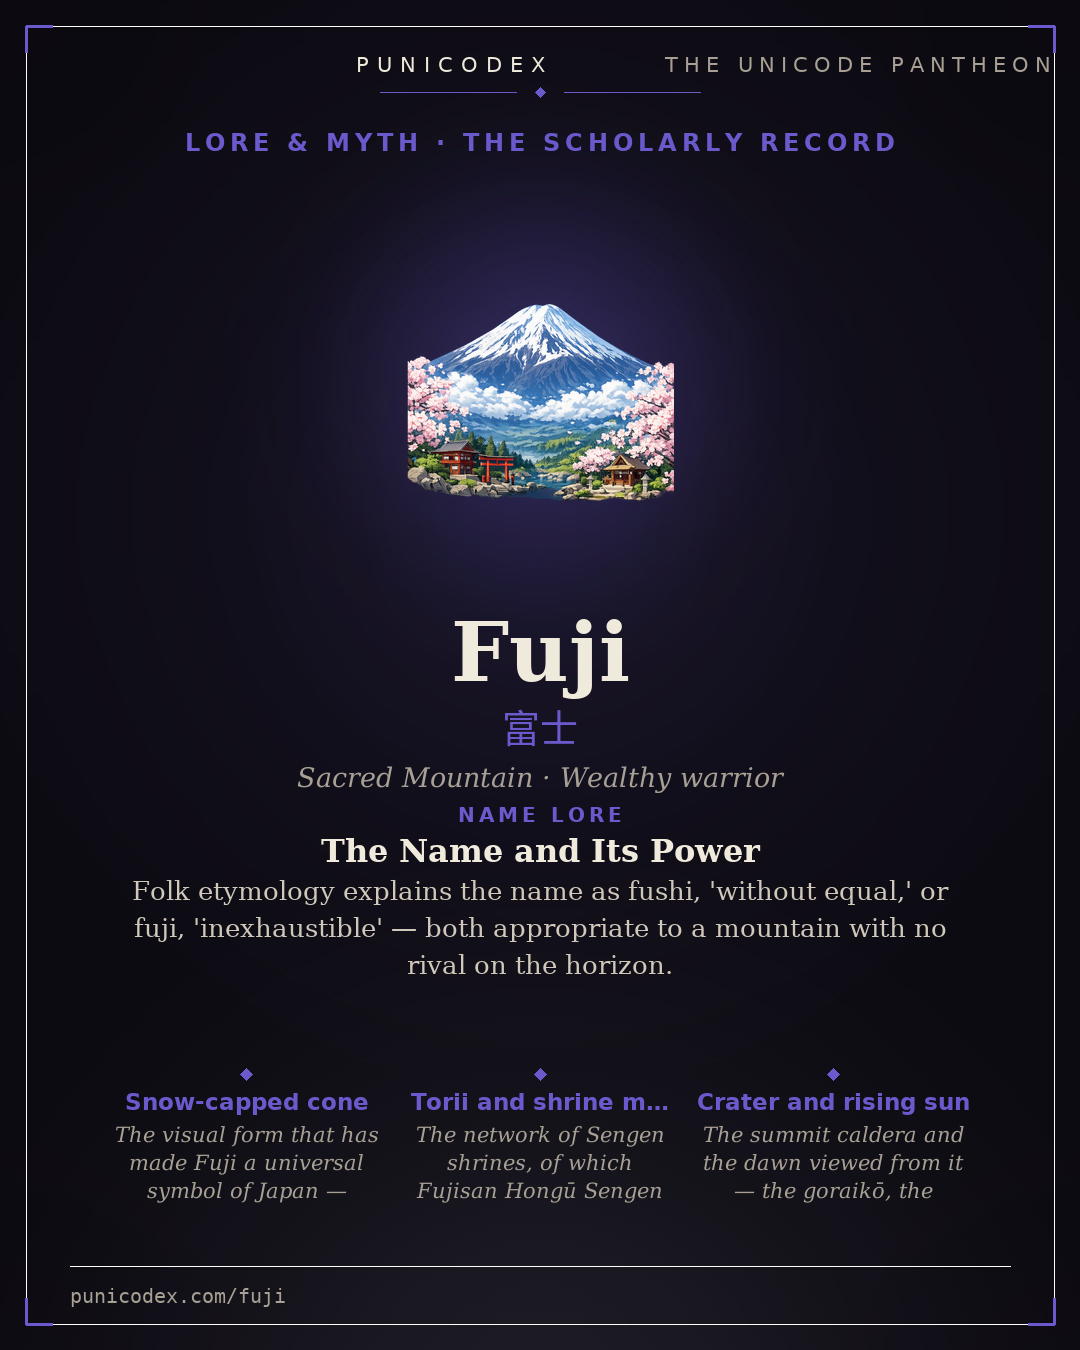 PUNICODEX THE UNICODE PANTHEON
LORE & MYTH · THE SCHOLARLY RECORD
Fuji
富士
Sacred Mountain · Wealthy warrior
NAME LORE
The Name and Its Power
Folk etymology explains the name as fushi, 'without equal,' or
fuji, 'inexhaustible' — both appropriate to a mountain with no
rival on the horizon.
Snow-capped cone
The visual form that has
made Fuji a universal
symbol of Japan —
Torii and shrine m…
The network of Sengen
shrines, of which
Fujisan Hongū Sengen
Crater and rising sun
The summit caldera and
the dawn viewed from it
— the goraikō, the
punicodex.com/fuji